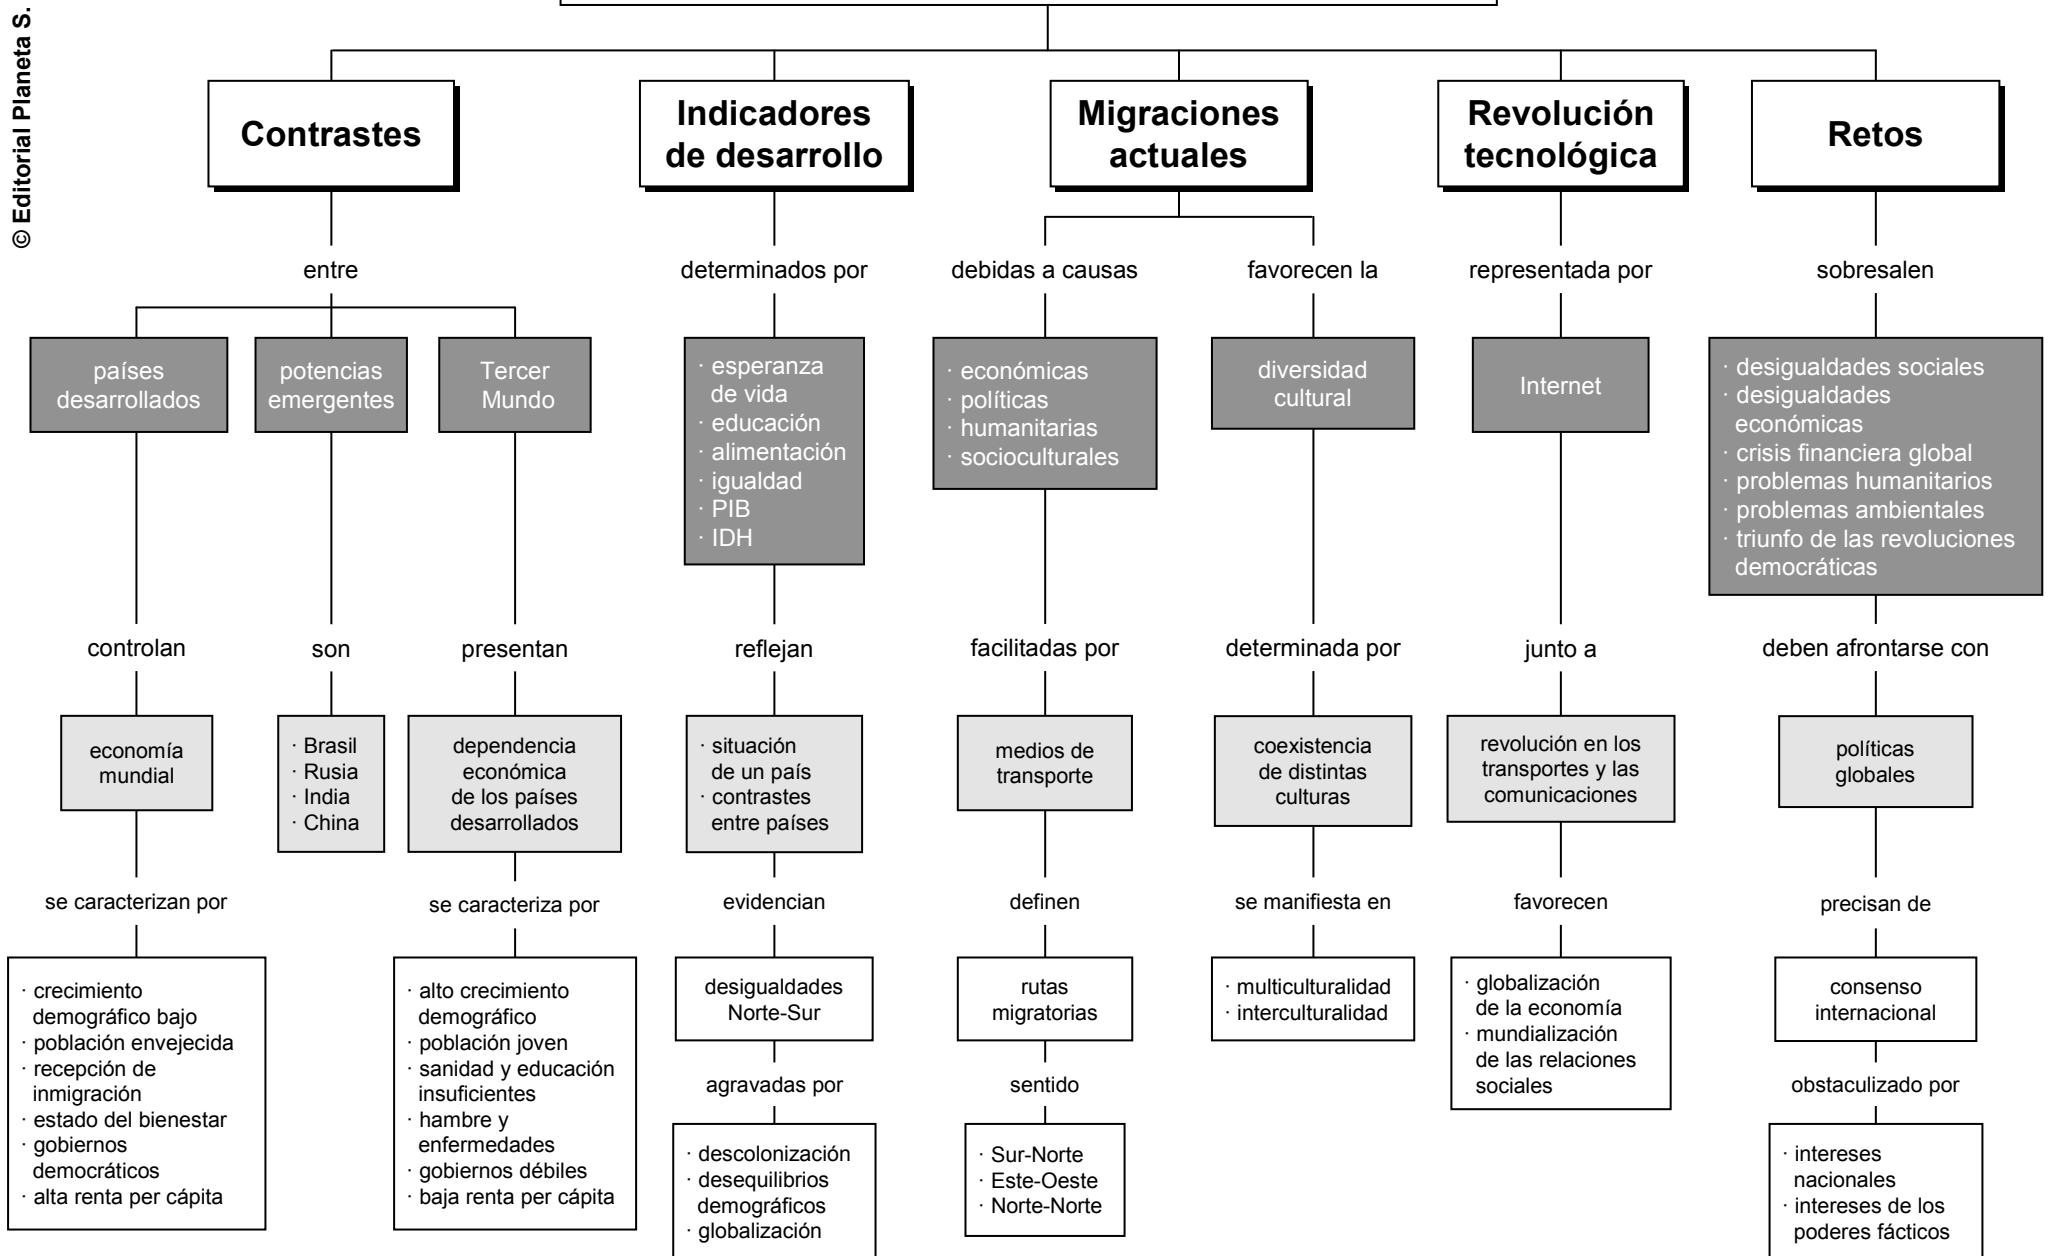 © Editorial Planeta S.
Contrastes
entre
países
desarrollados
controlan
economía
mundial
se caracterizan por
· crecimiento
demográfico bajo
· población envejecida
· recepción de
inmigración
· estado del bienestar
· gobiernos
democráticos
· alta renta per cápita
potencias
emergentes
son
· Brasil
· Rusia
· India
· China
Tercer
Mundo
presentan
dependencia
económica
de los países
desarrollados
se caracteriza por
· alto crecimiento
demográfico
· población joven
· sanidad y educación
insuficientes
· hambre y
enfermedades
· gobiernos débiles
· baja renta per cápita
Indicadores
de desarrollo
determinados por
· esperanza
de vida
· educación
· alimentación
· igualdad
· PIB
· IDH
reflejan
· situación
de un país
· contrastes
entre países
evidencian
desigualdades
Norte-Sur
agravadas por
· descolonización
· desequilibrios
demográficos
· globalización
Migraciones
actuales
debidas a causas
· económicas
· políticas
· humanitarias
· socioculturales
facilitadas por
medios de
transporte
definen
rutas
migratorias
sentido
· Sur-Norte
· Este-Oeste
· Norte-Norte
favorecen la
diversidad
cultural
determinada por
coexistencia
de distintas
culturas
se manifiesta en
· multiculturalidad
· interculturalidad
Revolución
tecnológica
representada por
Internet
junto a
revolución en los
transportes y las
comunicaciones
favorecen
· globalización
de la economía
· mundialización
de las relaciones
sociales
Retos
sobresalen
· desigualdades sociales
· desigualdades
económicas
· crisis financiera global
· problemas humanitarios
· problemas ambientales
· triunfo de las revoluciones
democráticas
deben afrontarse con
políticas
globales
precisan de
consenso
internacional
obstaculizado por
· intereses
nacionales
· intereses de los
poderes fácticos